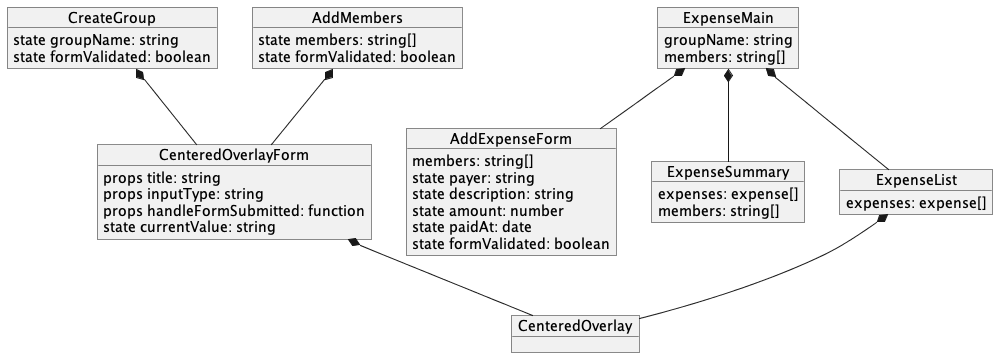 CreateGroup
state groupName: string
state formValidated: boolean
AddMembers
state members: string[]
state formValidated: boolean
ExpenseMain
groupName: string
members: string[]
CenteredOverlayForm
props title: string
props inputType: string
props handleFormSubmitted: function
state currentValue: string
AddExpenseForm
members: string[]
state payer: string
state description: string
state amount: number
state paidAt: date
state formValidated: boolean
ExpenseSummary
expenses: expense[]
members: string[]
ExpenseList
expenses: expense[]
CenteredOverlay